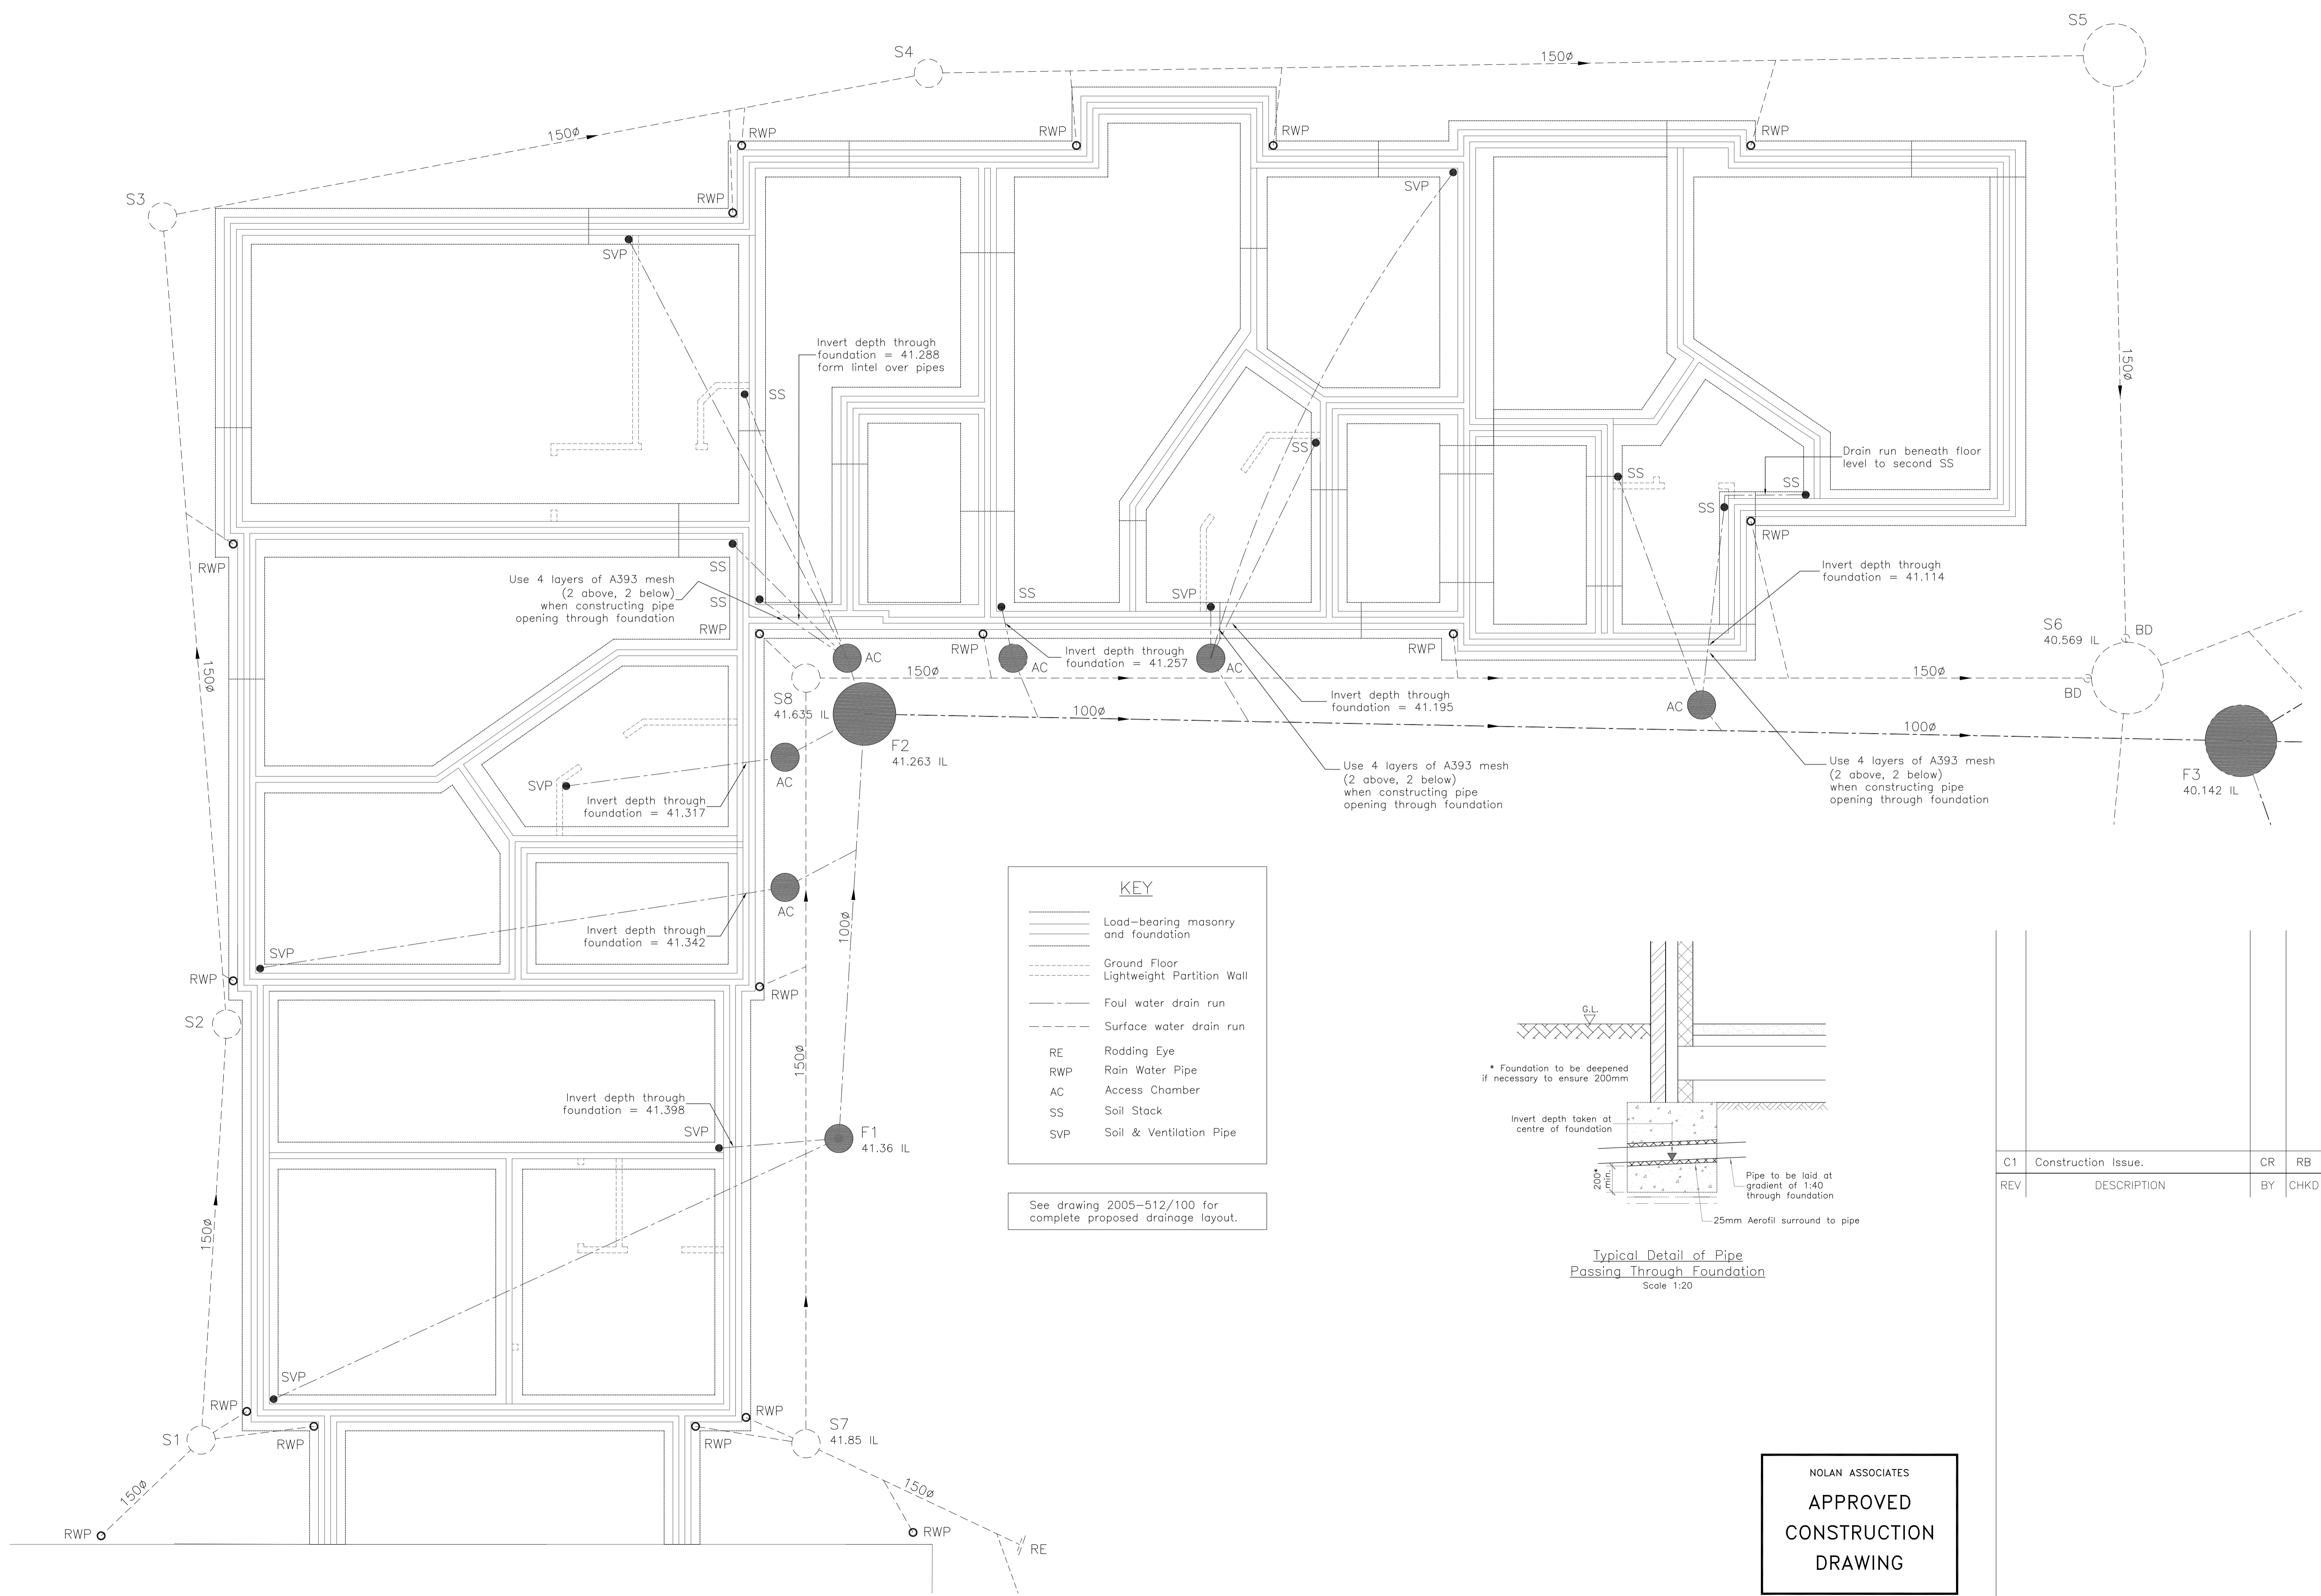 S5
S4
150ø
150ø
RWP
RWP
RWP
RWP
S3
RWP
SVP
SVP
Invert depth through
foundation = 41.288
form lintel over pipes
150ø
SS
SS
Drain run beneath floor
level to second SS
SS
SS
SS
RWP
RWP
SS
Use 4 layers of A393 mesh
(2 above, 2 below)
when constructing pipe
opening through foundation
SS
RWP
Invert depth through
foundation = 41.114
SS
SVP
S6
40.569 IL
BD
AC
RWP
Invert depth through
foundation = 41.257
AC
AC
RWP
150ø
S8
41.635 IL
150ø
150ø
BD
Invert depth through
foundation = 41.195
AC
100ø
100ø
F2
41.263 IL
AC
SVP
Invert depth through
foundation = 41.317
Use 4 layers of A393 mesh
(2 above, 2 below)
when constructing pipe
opening through foundation
Use 4 layers of A393 mesh
(2 above, 2 below)
when constructing pipe
opening through foundation
F3
40.142 IL
AC
100ø
Invert depth through
foundation = 41.342
SVP
RWP
RWP
S2
150ø
Invert depth through
foundation = 41.398
SVP
F1
41.36 IL
150ø
SVP
RWP
RWP
S1
RWP
RWP
S7
41.85 IL
150ø
150ø
RWP
RWP
RE
KEY
Load-bearing masonry
and foundation
Ground Floor
Lightweight Partition Wall
Foul water drain run
Surface water drain run
RE Rodding Eye
RWP Rain Water Pipe
AC Access Chamber
SS Soil Stack
SVP Soil & Ventilation Pipe
See drawing 2005-512/100 for
complete proposed drainage layout.
G.L.
* Foundation to be deepened
if necessary to ensure 200mm
Invert depth taken at
centre of foundation
200*
min.
Pipe to be laid at
gradient of 1:40
through foundation
25mm Aerofil surround to pipe
Typical Detail of Pipe
Passing Through Foundation
Scale 1:20
C1 Construction Issue. CR RB
REV DESCRIPTION BY CHKD
NOLAN ASSOCIATES
APPROVED
CONSTRUCTION
DRAWING